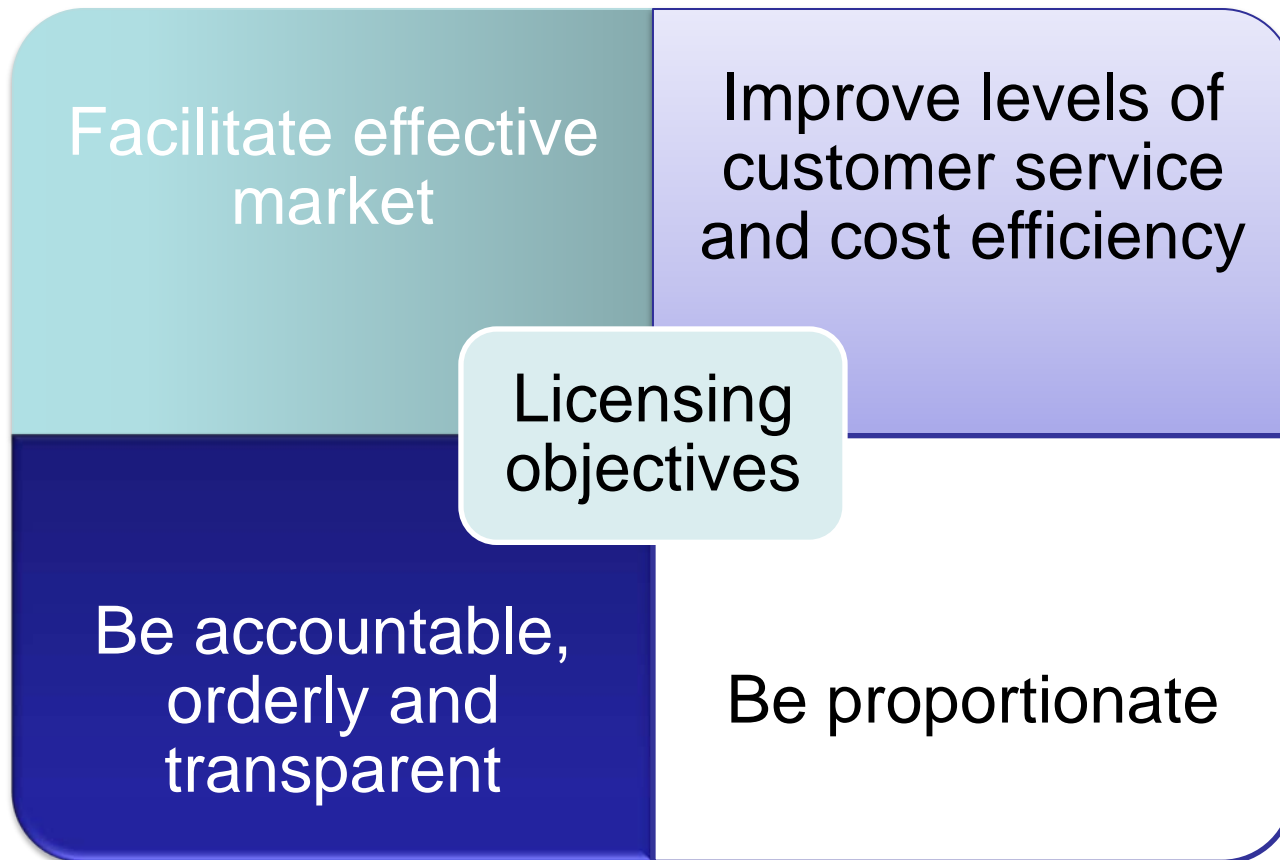 Facilitate effective
market
Improve levels of
customer service
and cost efficiency
Licensing
objectives
Be accountable,
orderly and
transparent
Be proportionate